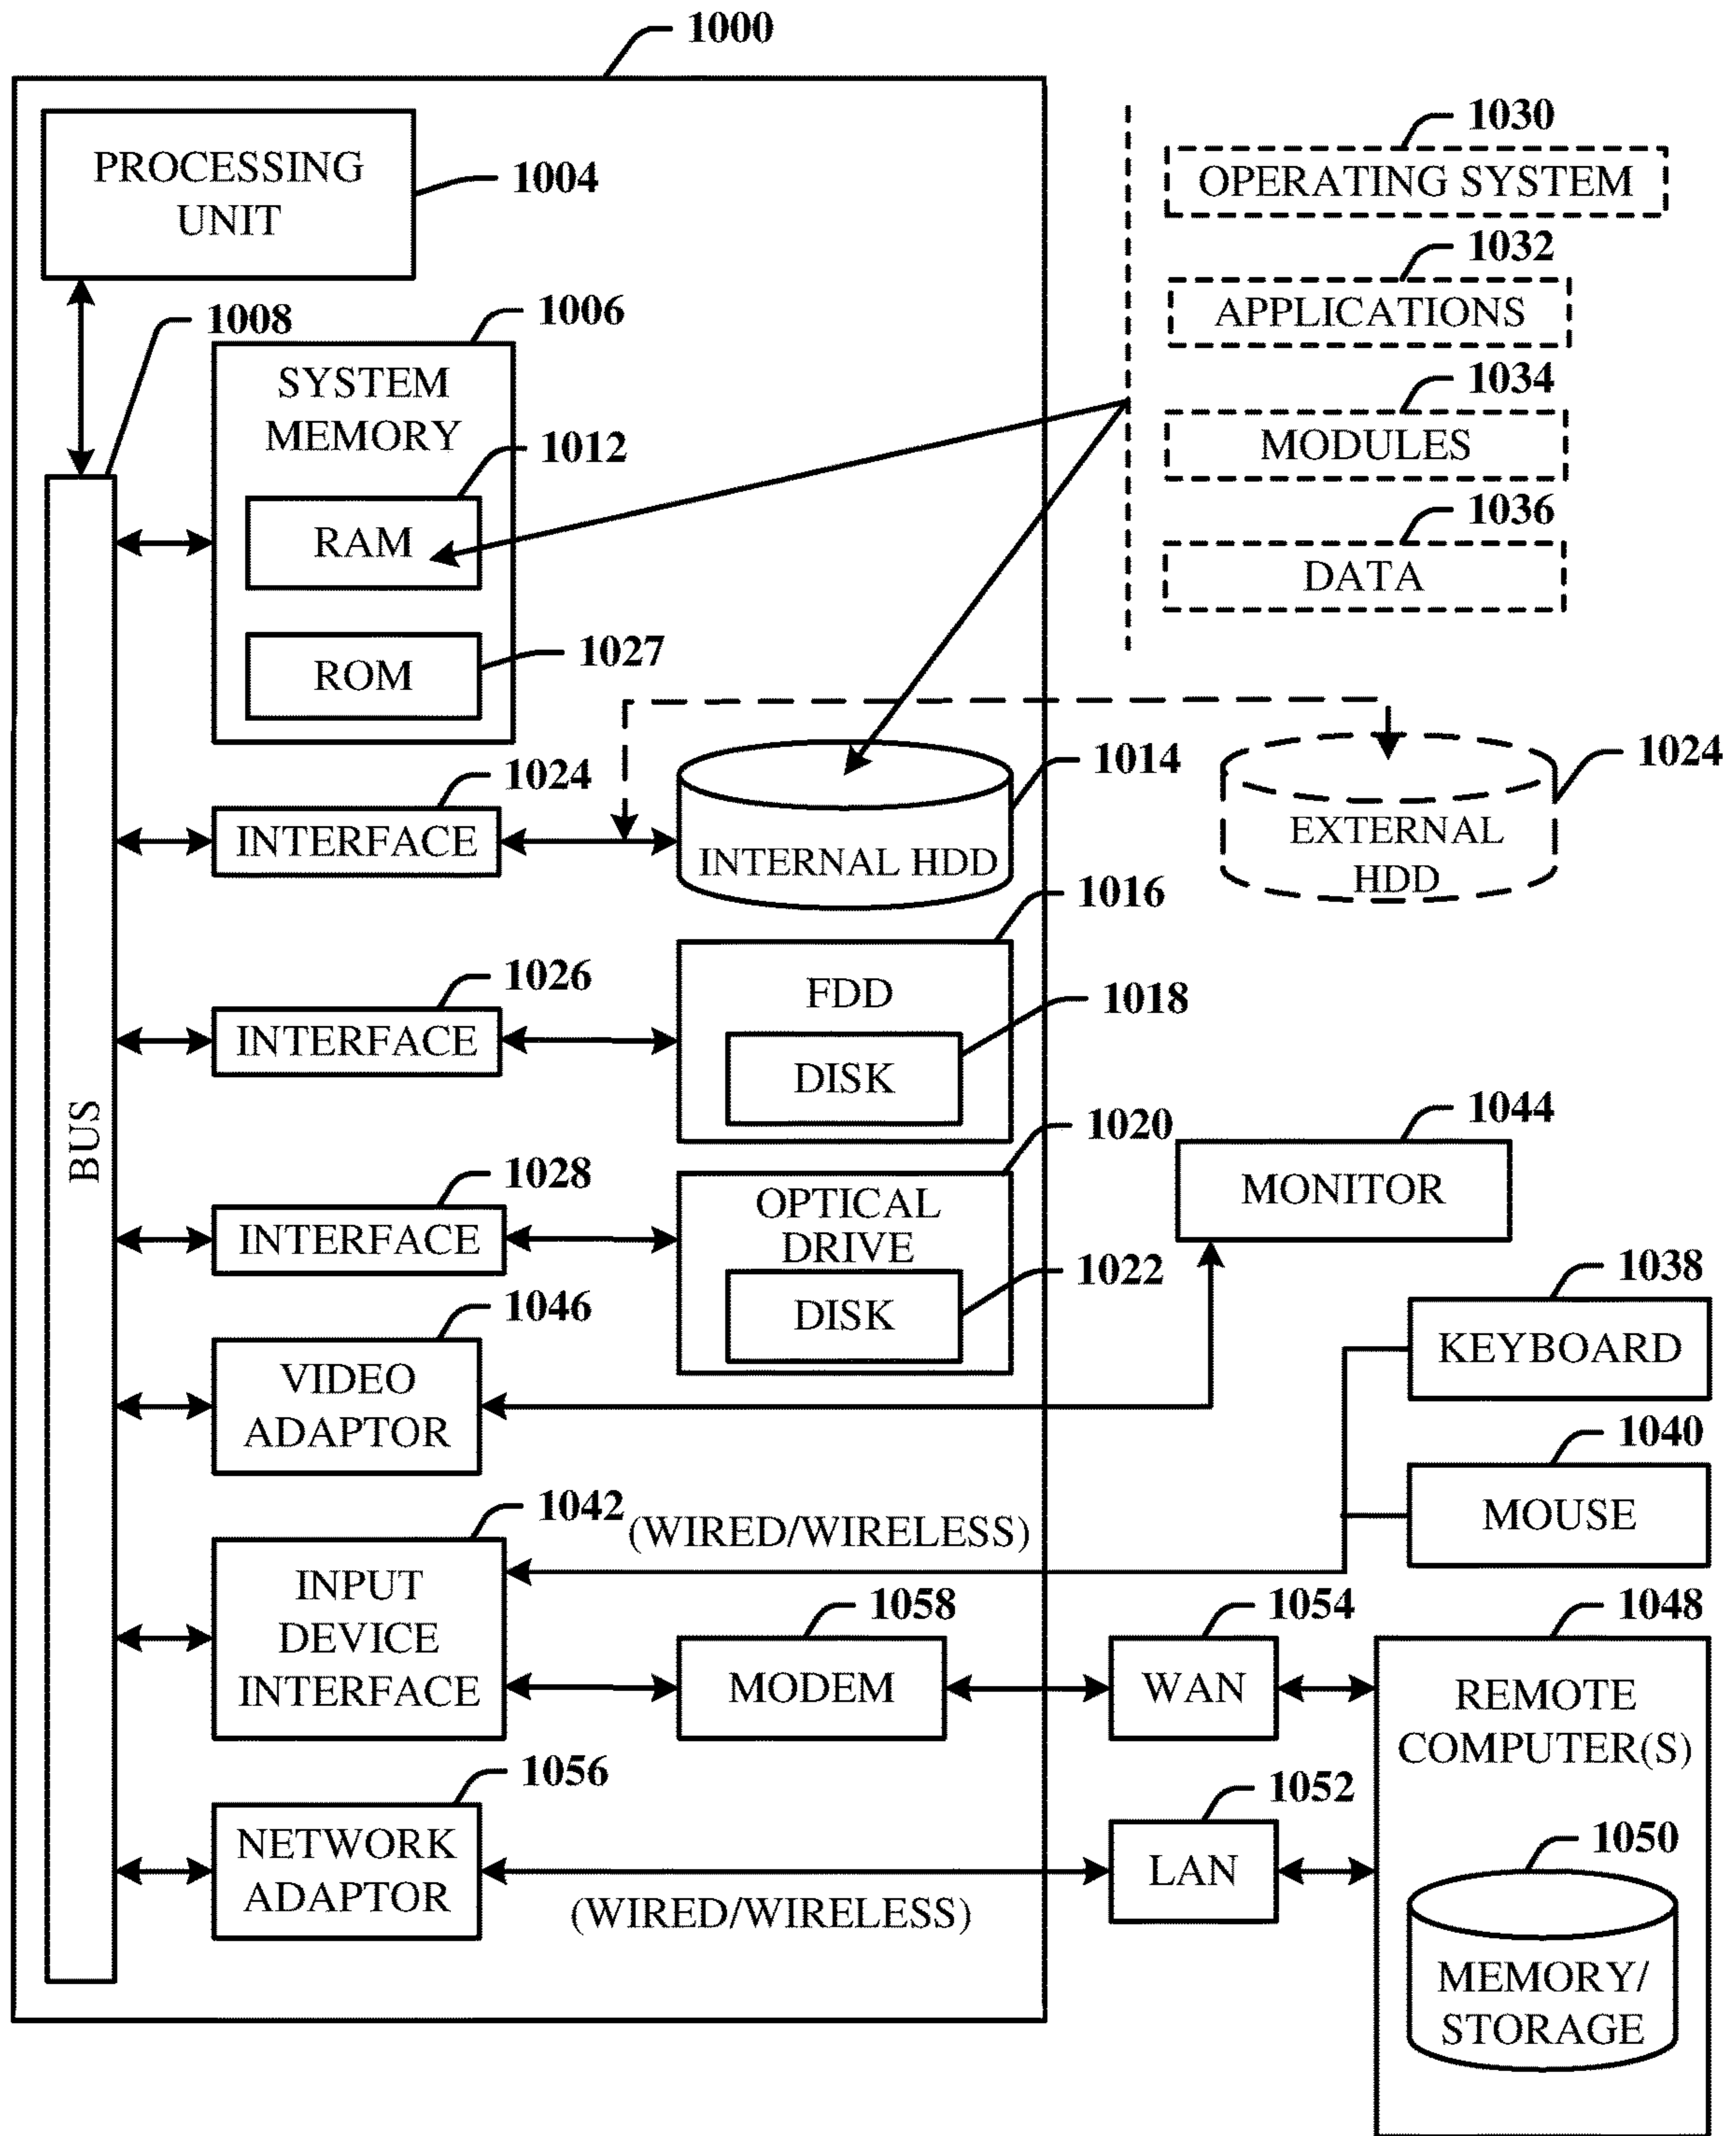 1000
PROCESSING
UNIT
1004
1030
OPERATING SYSTEM
1032
APPLICATIONS
1034
MODULES
1036
DATA
1008
BUS
1006
SYSTEM
MEMORY
1012
RAM
1027
ROM
1024
INTERFACE
1014
INTERNAL HDD
1024
EXTERNAL
HDD
1026
INTERFACE
1016
FDD
1018
DISK
1028
INTERFACE
1020
OPTICAL
DRIVE
1022
DISK
1044
MONITOR
1046
VIDEO
ADAPTOR
1038
KEYBOARD
1040
MOUSE
1042
(WIRED/WIRELESS)
INPUT
DEVICE
INTERFACE
1058
MODEM
1054
WAN
1048
REMOTE
COMPUTER(S)
1056
NETWORK
ADAPTOR
(WIRED/WIRELESS)
1052
LAN
1050
MEMORY/
STORAGE